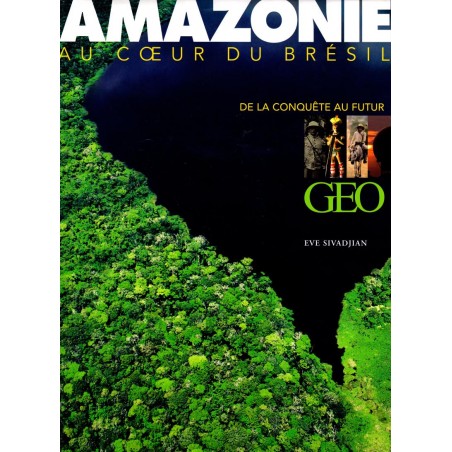 AMAZONIE
AU CŒUR DU BRÉSIL
DE LA CONQUÊTE AU FUTUR
GEO
EVE SIVADJIAN